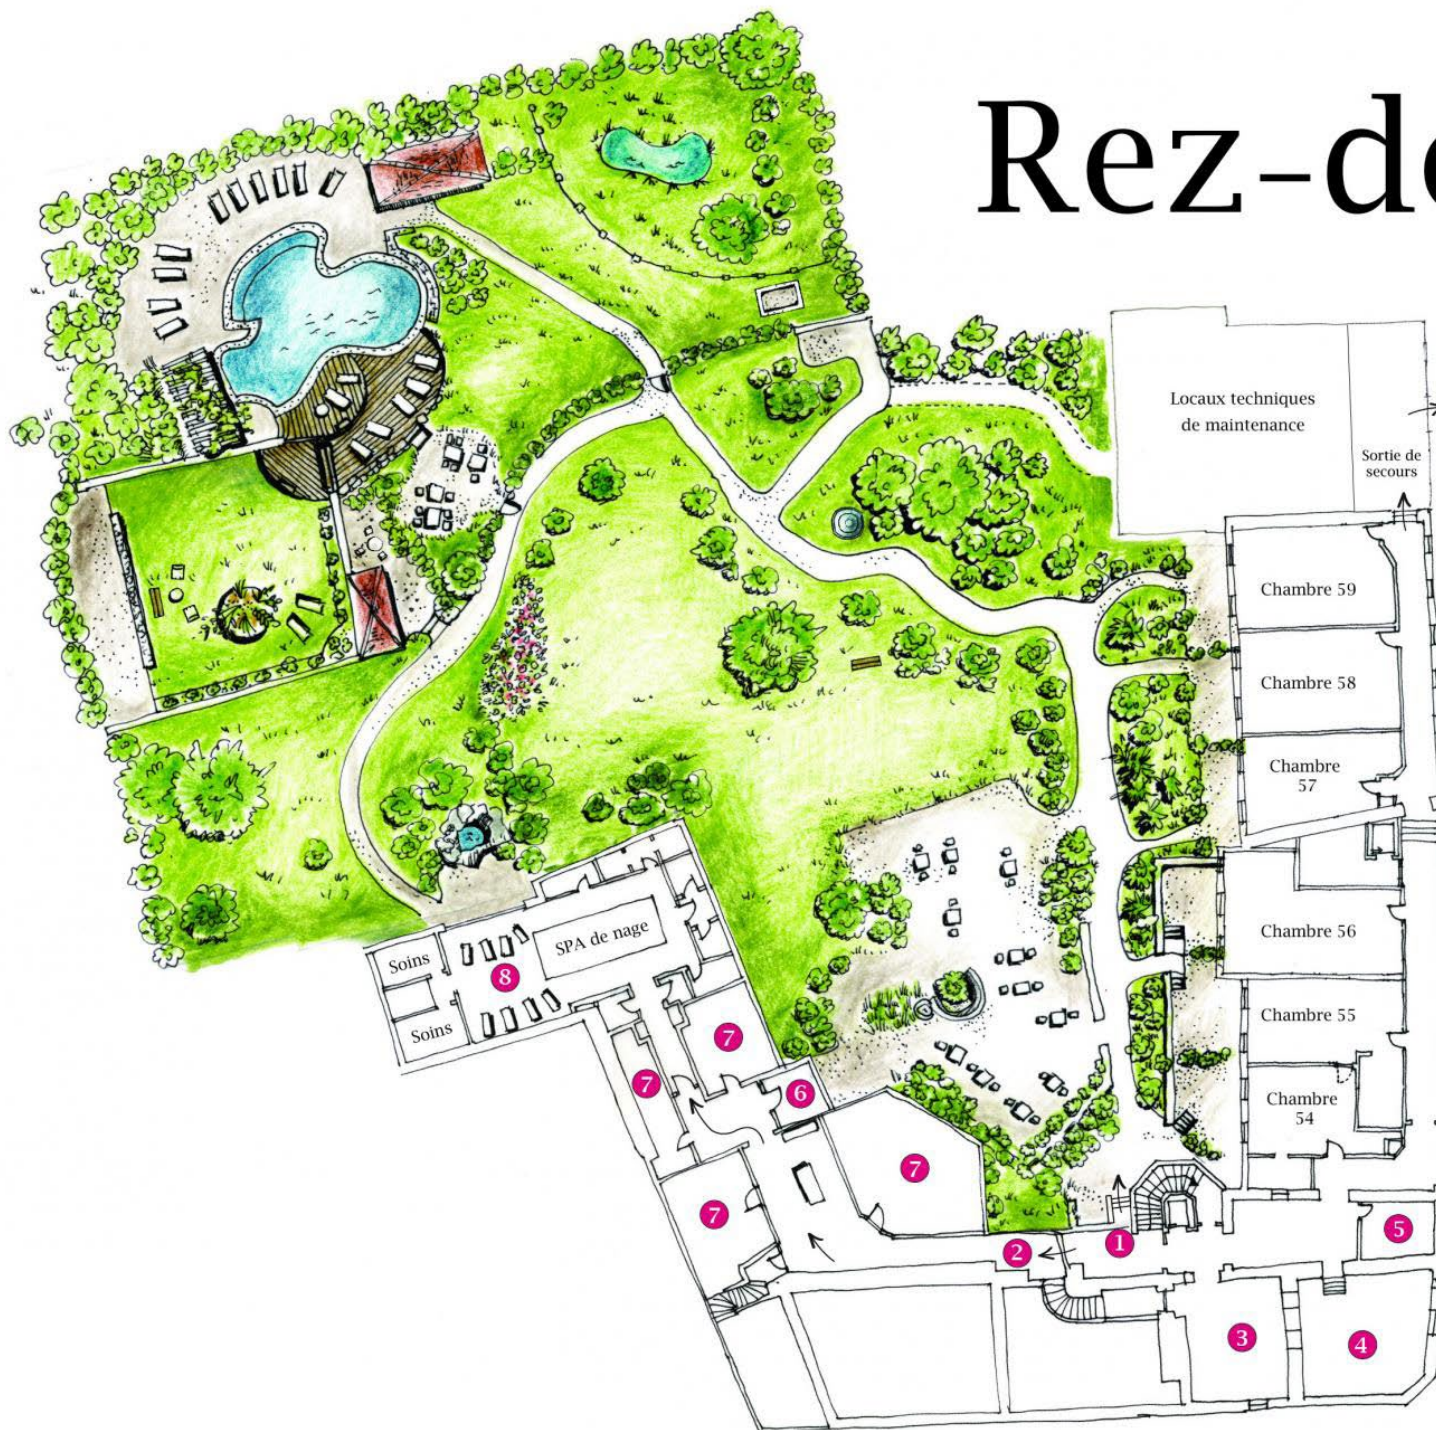 Rez-de
Locaux techniques
de maintenance
Sortie de
secours
Chambre 59
Chambre 58
Chambre
57
Chambre 56
Chambre 55
Chambre
54
SPA de nage
Soins
8
Soins
7
7
6
7
7
2
1
5
3
4